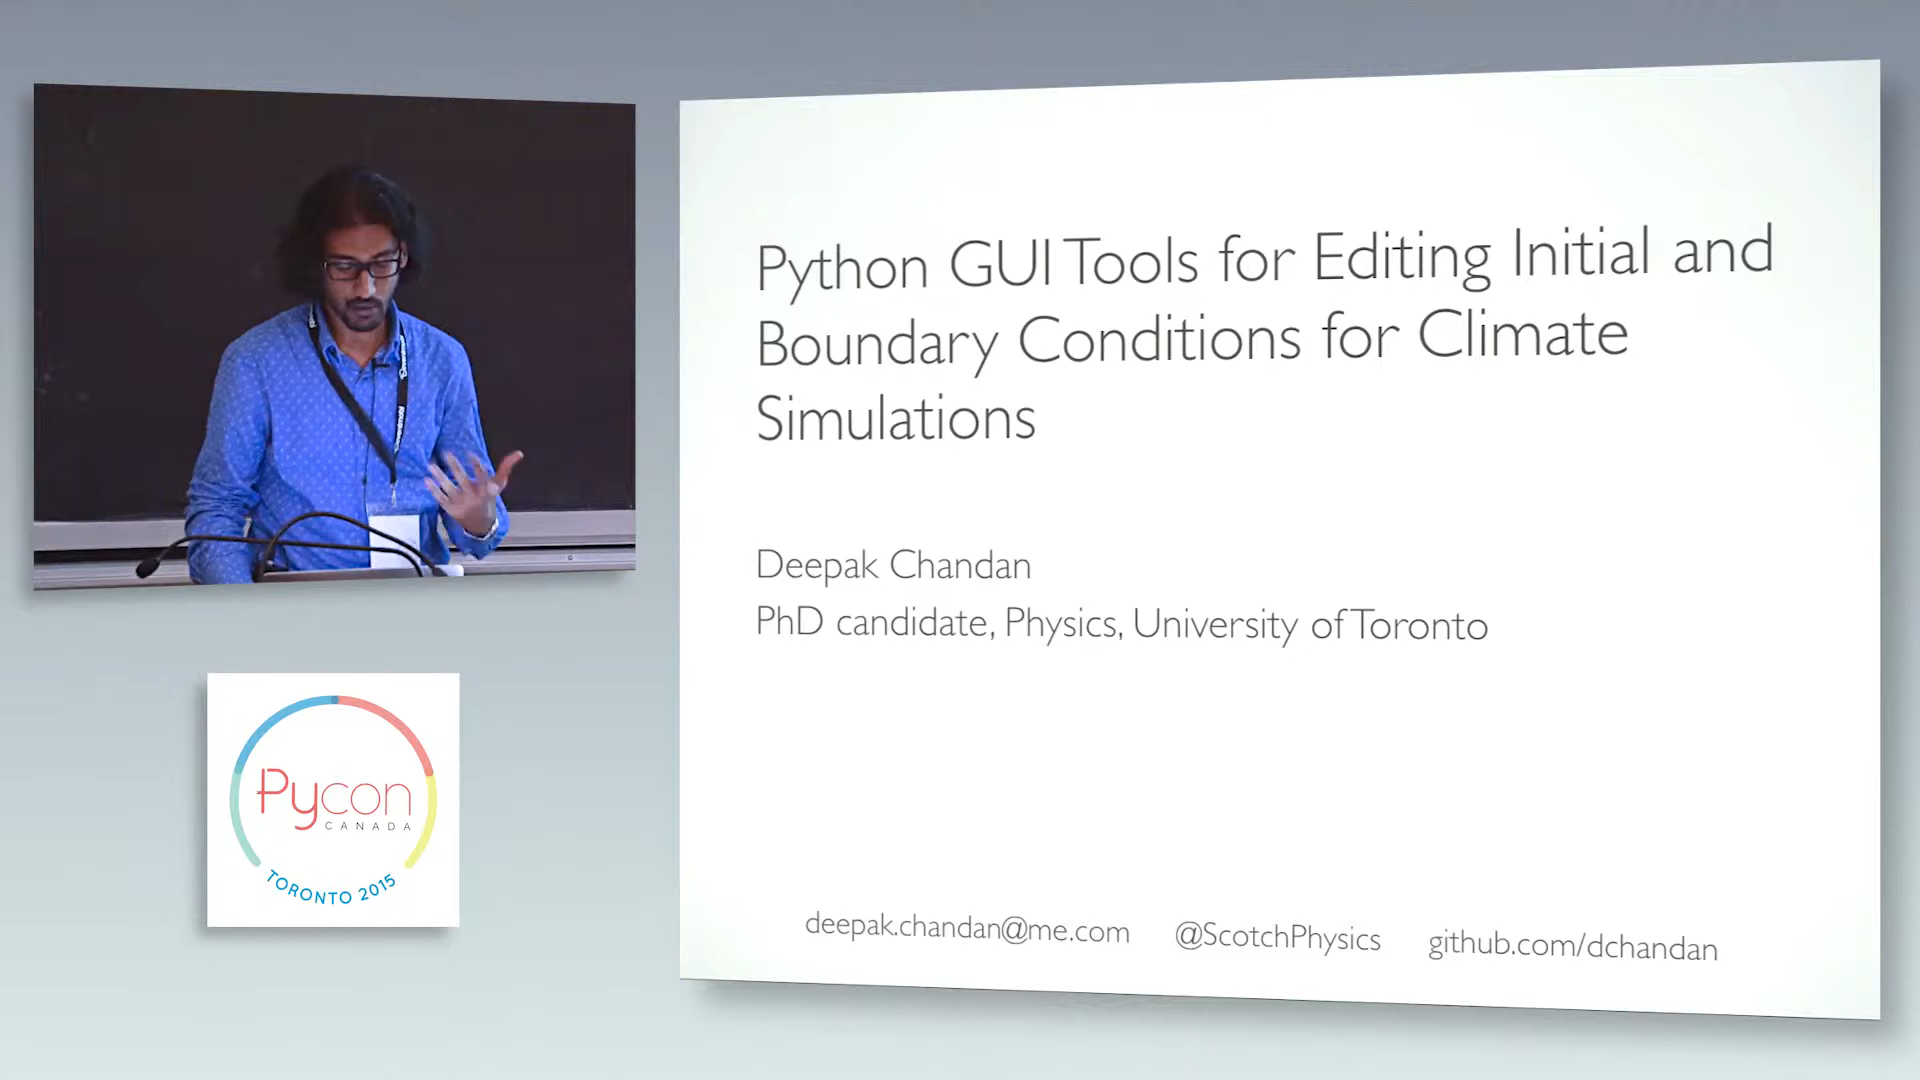 Python GUI Tools for Editing Initial and
Boundary Conditions for Climate
Simulations
Deepak Chandan
PhD candidate, Physics, University of Toronto
deepak.chandan@me.com @ScotchPhysics github.com/dchandan
Pycon
CANADA
TORONTO 2015